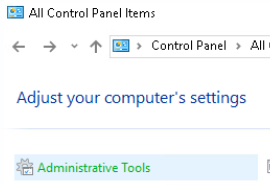 All Control Panel Items
Control Panel All
Adjust your computer's settings
Administrative Tools